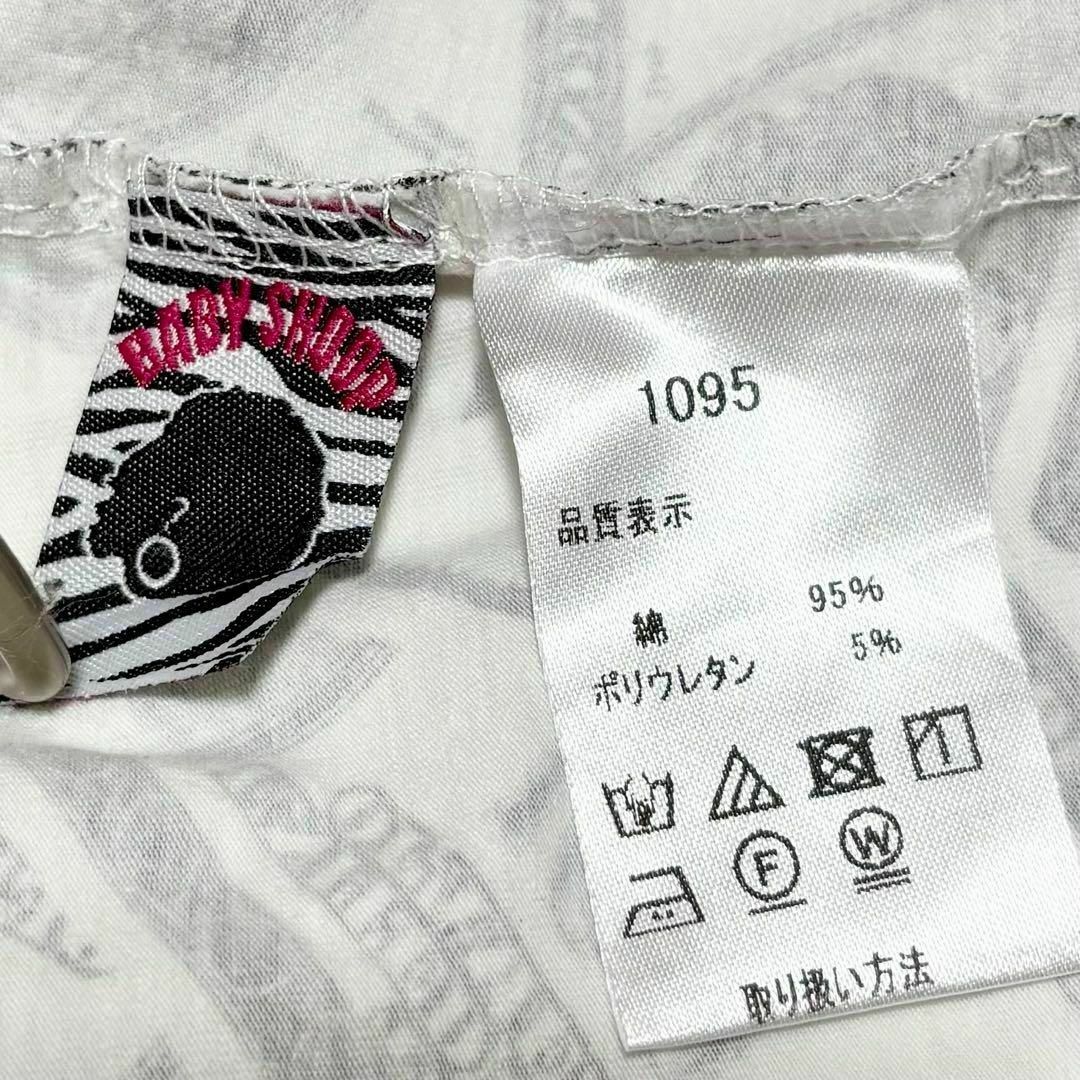 BABY SHOOP
1095
品質表示
綿 95%
ポリウレタン 5%
F W
取り扱い方法